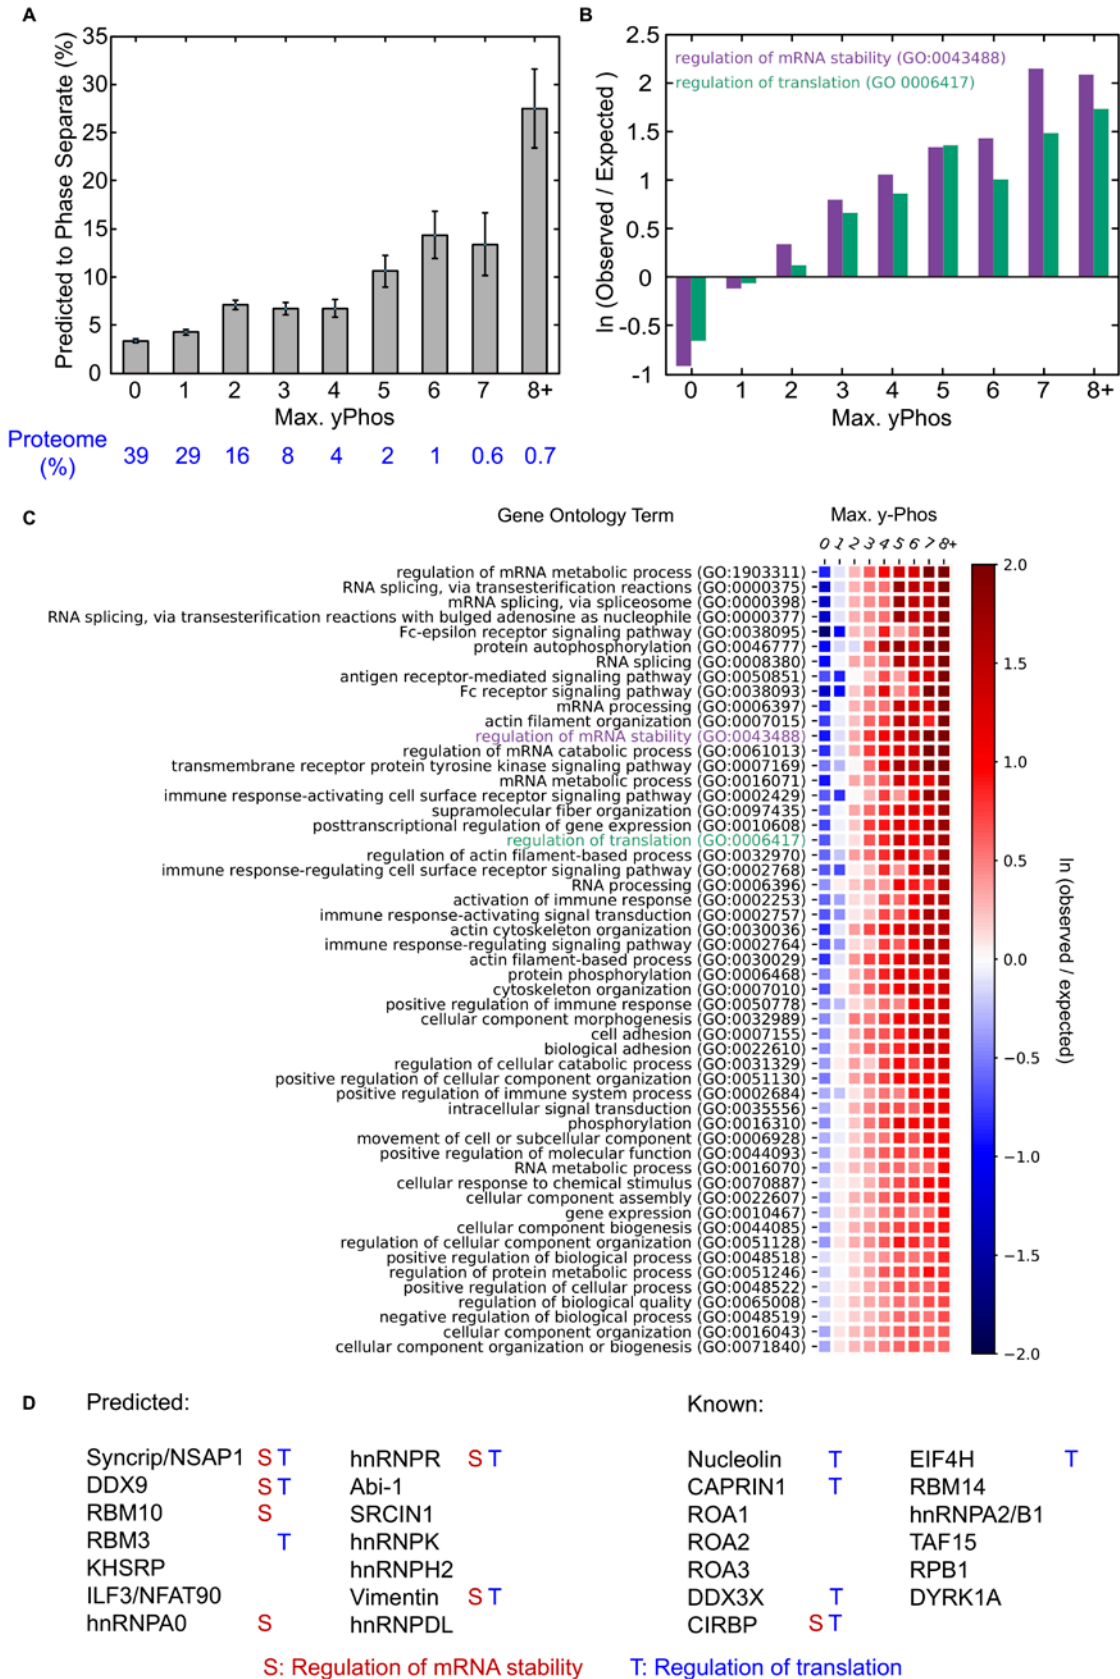 A
Predicted to Phase Separate (%)
35
30
25
20
15
10
5
0
0 1 2 3 4 5 6 7 8+
Max. yPhos
Proteome (%) 39 29 16 8 4 2 1 0.6 0.7
B
ln (Observed / Expected )
2.5
2
1.5
1
0.5
0
-0.5
-1
regulation of mRNA stability (GO:0043488)
regulation of translation (GO 0006417)
0 1 2 3 4 5 6 7 8+
Max. yPhos
C
Gene Ontology Term
Max. y-Phos
0 1 2 3 4 5 6 7 8+
regulation of mRNA metabolic process (GO:1903311)
RNA splicing, via transesterification reactions (GO:0000375)
mRNA splicing, via spliceosome (GO:0000398)
RNA splicing, via transesterification reactions with bulged adenosine as nucleophile (GO:0000377)
Fc-epsilon receptor signaling pathway (GO:0038095)
protein autophosphorylation (GO:0046777)
RNA splicing (GO:0008380)
antigen receptor-mediated signaling pathway (GO:0050851)
Fc receptor signaling pathway (GO:0038093)
mRNA processing (GO:0006397)
actin filament organization (GO:0007015)
regulation of mRNA stability (GO:0043488)
regulation of mRNA catabolic process (GO:0061013)
transmembrane receptor protein tyrosine kinase signaling pathway (GO:0007169)
mRNA metabolic process (GO:0016071)
immune response-activating cell surface receptor signaling pathway (GO:0002429)
supramolecular fiber organization (GO:0097435)
posttranscriptional regulation of gene expression (GO:0010608)
regulation of translation (GO:0006417)
regulation of actin filament-based process (GO:0032970)
immune response-regulating cell surface receptor signaling pathway (GO:0002768)
RNA processing (GO:0006396)
activation of immune response (GO:0002253)
immune response-activating signal transduction (GO:0002757)
actin cytoskeleton organization (GO:0030036)
immune response-regulating signaling pathway (GO:0002764)
actin filament-based process (GO:0030029)
protein phosphorylation (GO:0006468)
cytoskeleton organization (GO:0007010)
positive regulation of immune response (GO:0050778)
cellular component morphogenesis (GO:0032989)
cell adhesion (GO:0007155)
biological adhesion (GO:0022610)
regulation of cellular catabolic process (GO:0031329)
positive regulation of cellular component organization (GO:0051130)
positive regulation of immune system process (GO:0002684)
intracellular signal transduction (GO:0035556)
phosphorylation (GO:0016310)
movement of cell or subcellular component (GO:0006928)
positive regulation of molecular function (GO:0044093)
RNA metabolic process (GO:0016070)
cellular response to chemical stimulus (GO:0070887)
cellular component assembly (GO:0022607)
gene expression (GO:0010467)
cellular component biogenesis (GO:0044085)
regulation of cellular component organization (GO:0051128)
positive regulation of biological process (GO:0048518)
regulation of protein metabolic process (GO:0051246)
positive regulation of cellular process (GO:0048522)
regulation of biological quality (GO:0065008)
negative regulation of biological process (GO:0048519)
cellular component organization (GO:0016043)
cellular component organization or biogenesis (GO:0071840)
2.0
1.5
1.0
0.5
0.0
−0.5
−1.0
−1.5
−2.0
ln (observed / expected)
D
Predicted:
Syncrip/NSAP1 S T
DDX9 S T
RBM10 S
RBM3 T
KHSRP
ILF3/NFAT90
hnRNPA0 S
hnRNPR S T
Abi-1
SRCIN1
hnRNPK
hnRNPH2
Vimentin S T
hnRNPDL
Known:
Nucleolin T
CAPRIN1 T
ROA1
ROA2
ROA3
DDX3X T
CIRBP S T
EIF4H T
RBM14
hnRNPA2/B1
TAF15
RPB1
DYRK1A
S: Regulation of mRNA stability
T: Regulation of translation